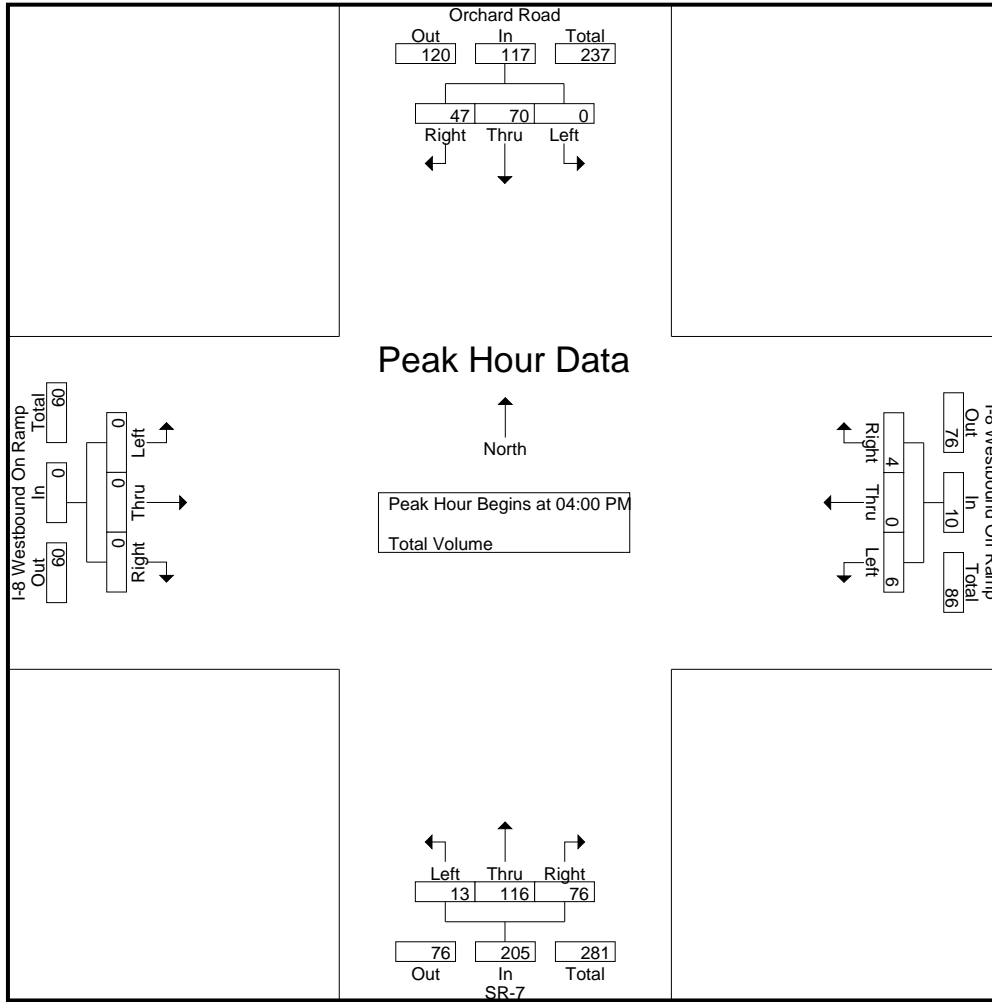 Orchard Road
Out In Total
120 117 237
47 70 0
Right Thru Left
Peak Hour Data
North
Peak Hour Begins at 04:00 PM
Total Volume
I-8 Westbound On Ramp
Out In Total
60 0 60
Right Thru Left
0 0 0
I-8 Westbound Ramp
Out In Total
76 10 86
4 0 6
Right Thru Left
Left Thru Right
13 116 76
76 205 281
Out In Total
SR-7